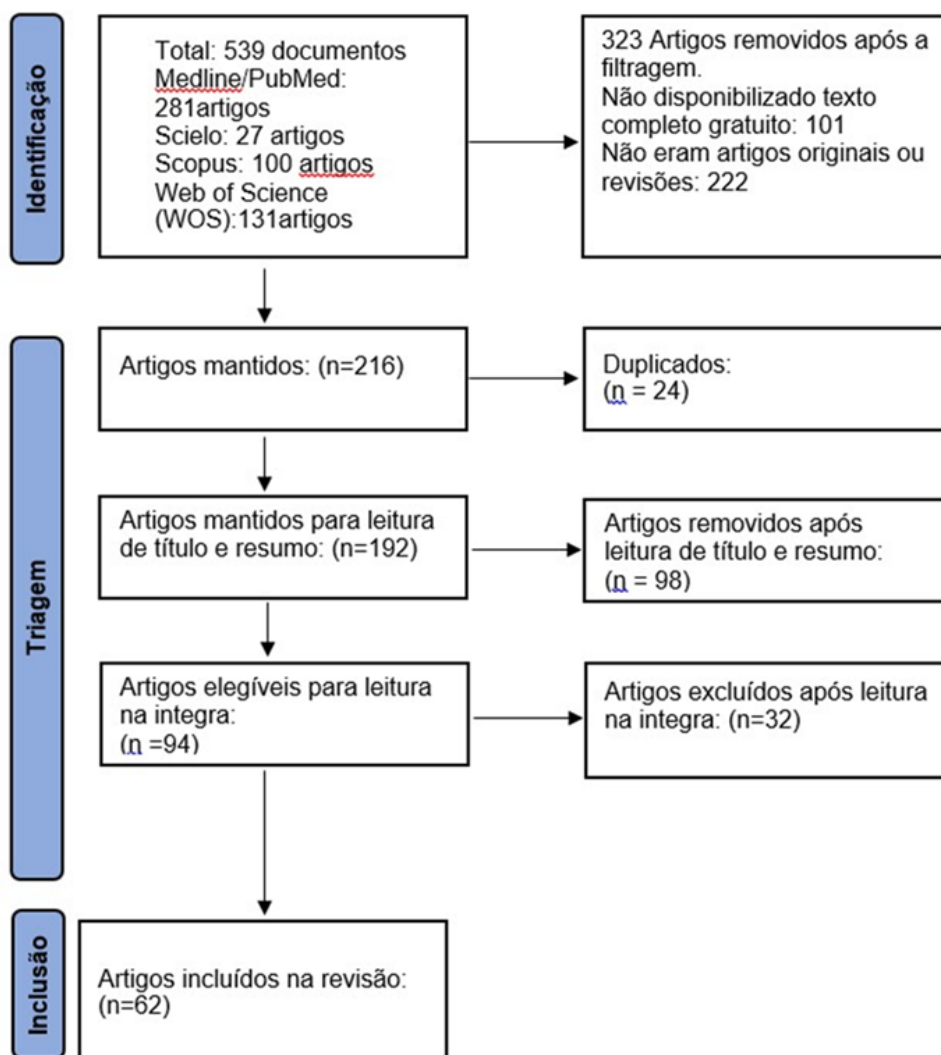 Identificação
Total: 539 documentos
Medline/PubMed:
281artigos
Scielo: 27 artigos
Scopus: 100 artigos
Web of Science
(WOS):131artigos
323 Artigos removidos após a
filtragem.
Não disponibilizado texto
completo gratuito: 101
Não eram artigos originais ou
revisões: 222
Triagem
Artigos mantidos: (n=216)
Duplicados:
(n = 24)
Artigos mantidos para leitura
de título e resumo: (n=192)
Artigos removidos após
leitura de título e resumo:
(n = 98)
Artigos elegíveis para leitura
na integra:
(n =94)
Artigos excluídos após leitura
na integra: (n=32)
Inclusão
Artigos incluídos na revisão:
(n=62)